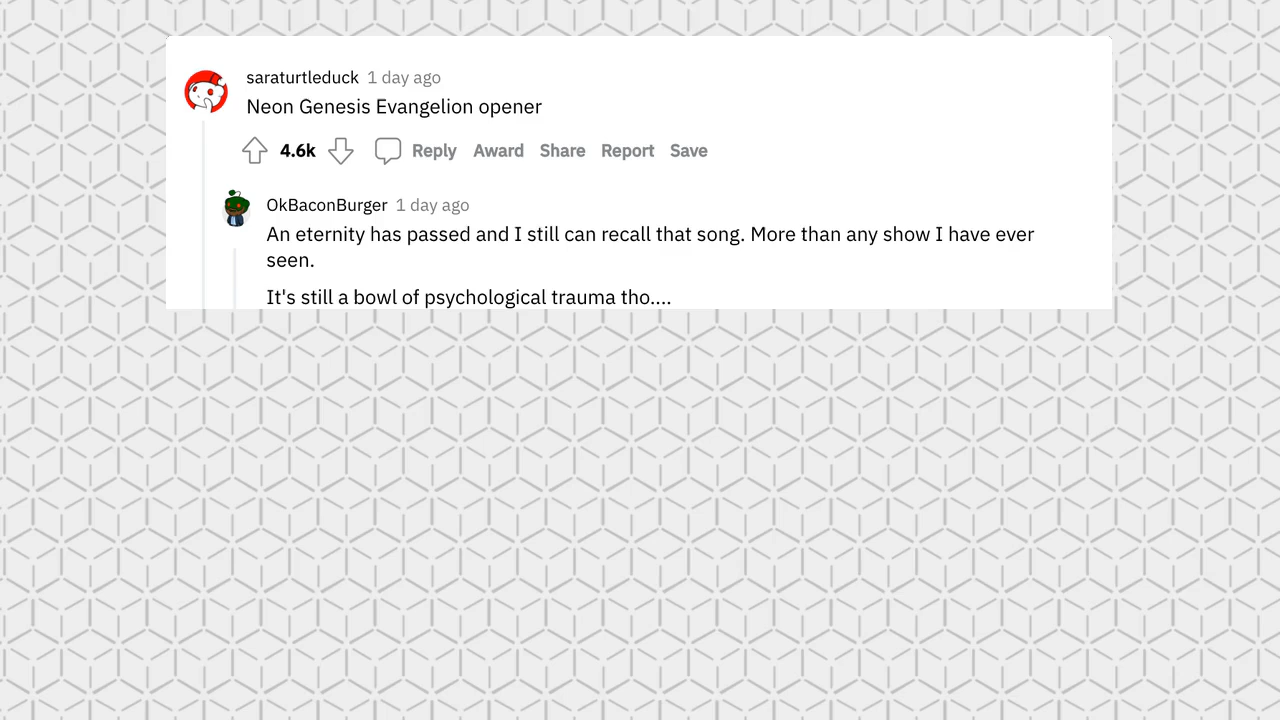 saraturtleduck 1 day ago
Neon Genesis Evangelion opener
4.6k Reply Award Share Report Save
OkBaconBurger 1 day ago
An eternity has passed and I still can recall that song. More than any show I have ever
seen.
It's still a bowl of psychological trauma tho....